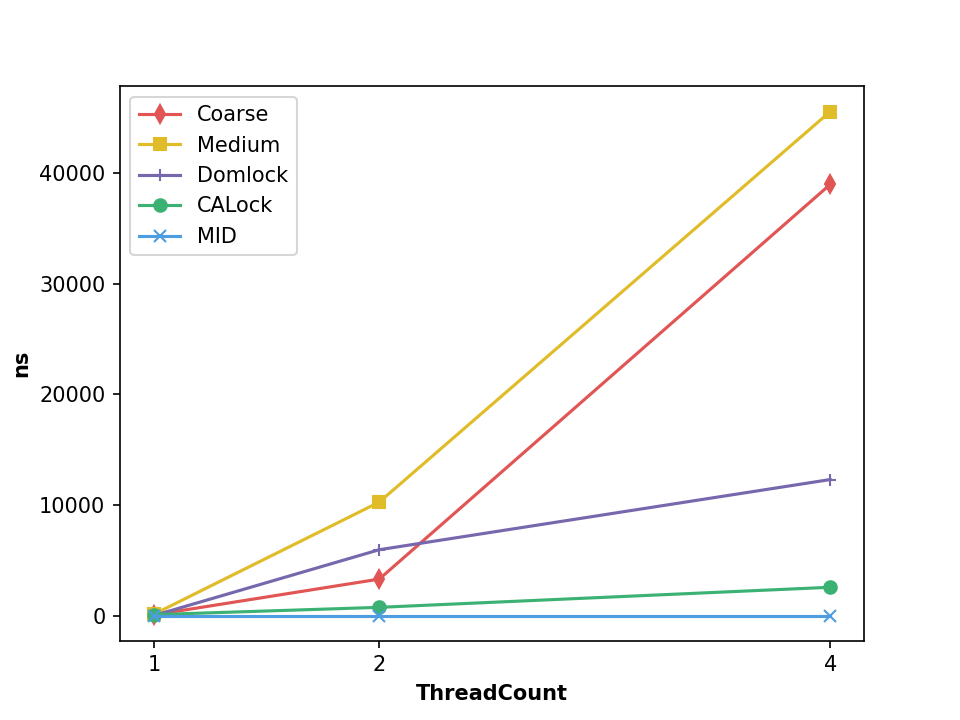 Coarse
Medium
Domlock
CALock
MID
40000
30000
20000
10000
0
ns
1 2 4
ThreadCount